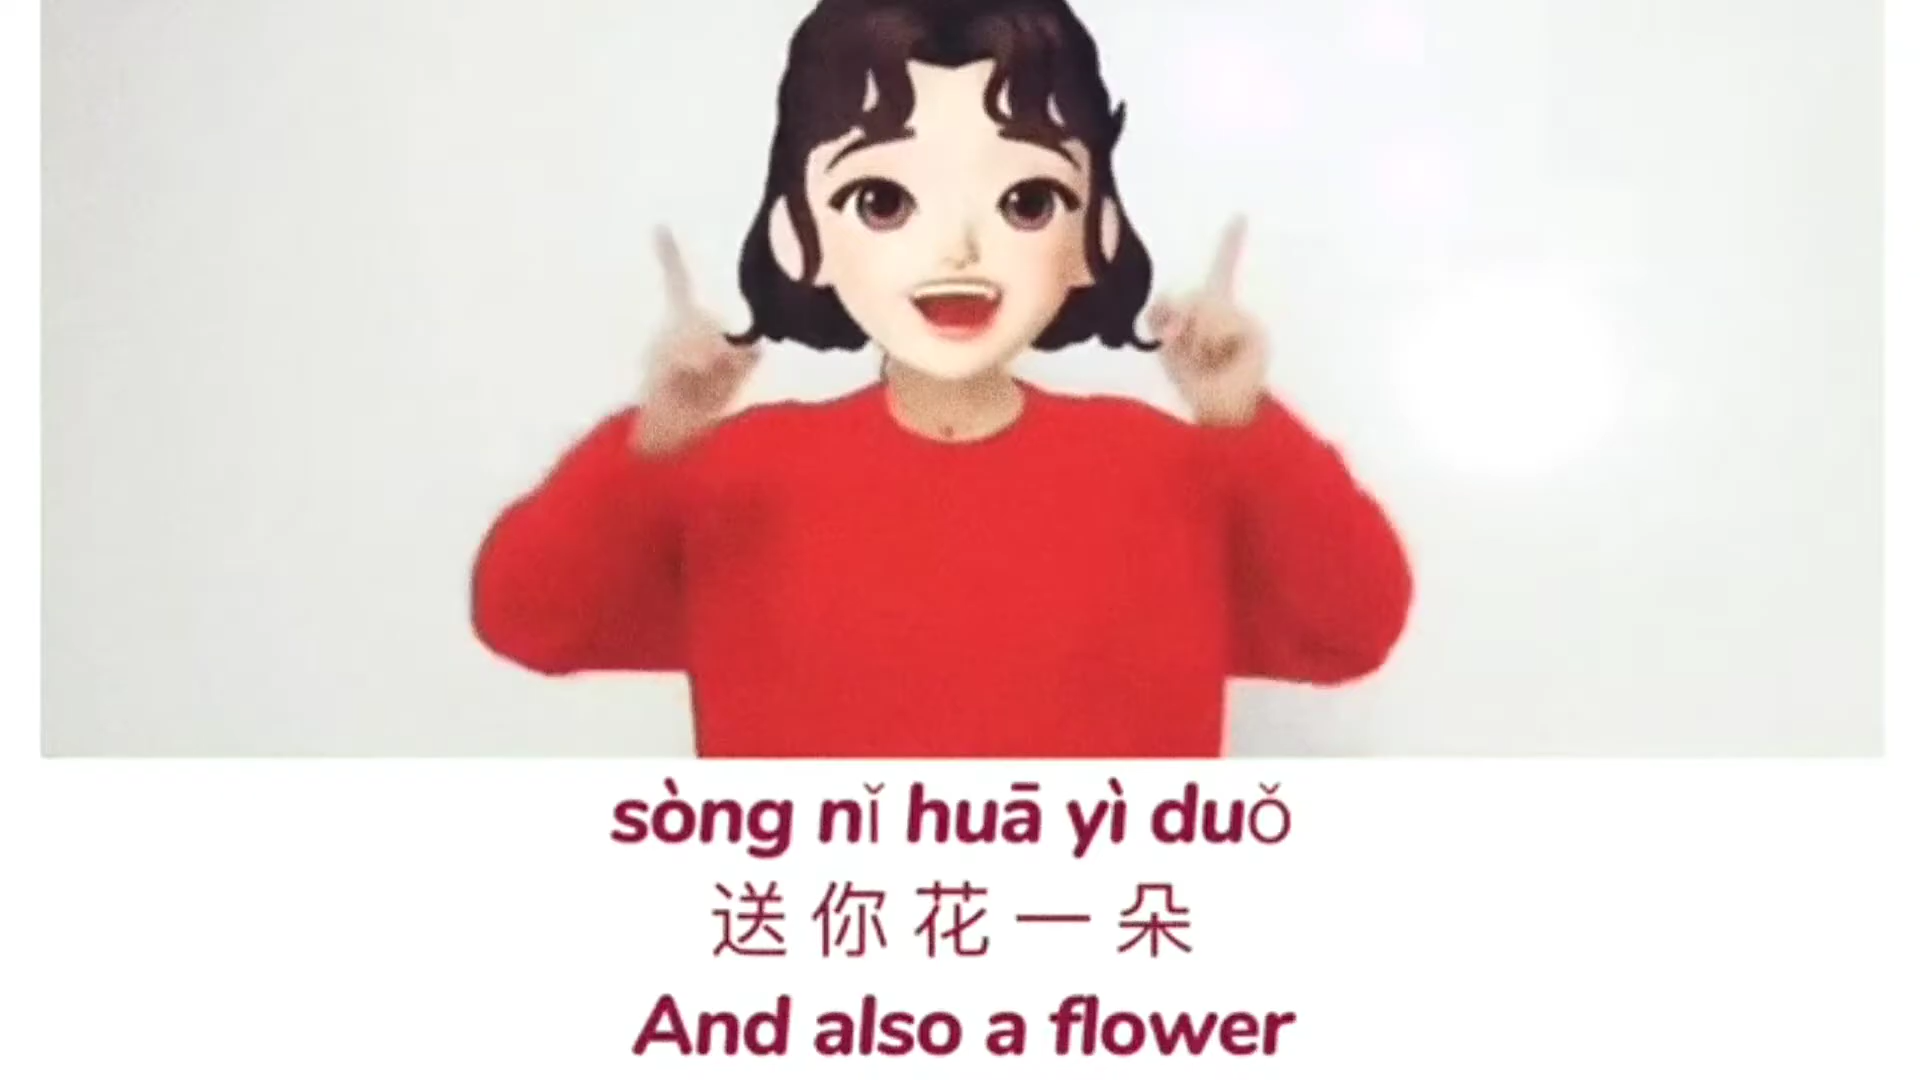 sòng nǐ huā yì duǒ
送 你 花 一 朵
And also a flower